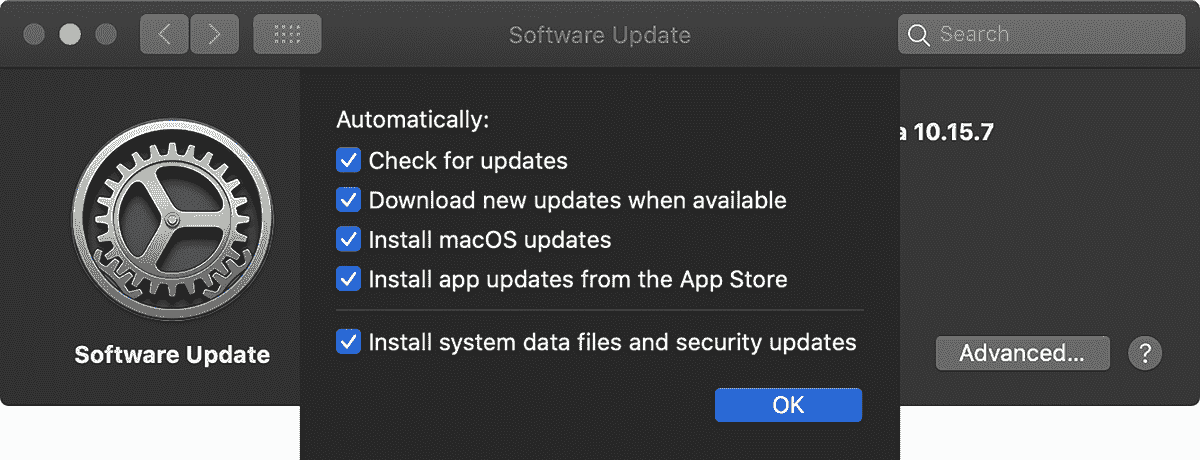 Software Update
Search
Automatically:
Check for updates
Download new updates when available
Install macOS updates
Install app updates from the App Store
Install system data files and security updates
OK
a 10.15.7
Software Update
Advanced...
?